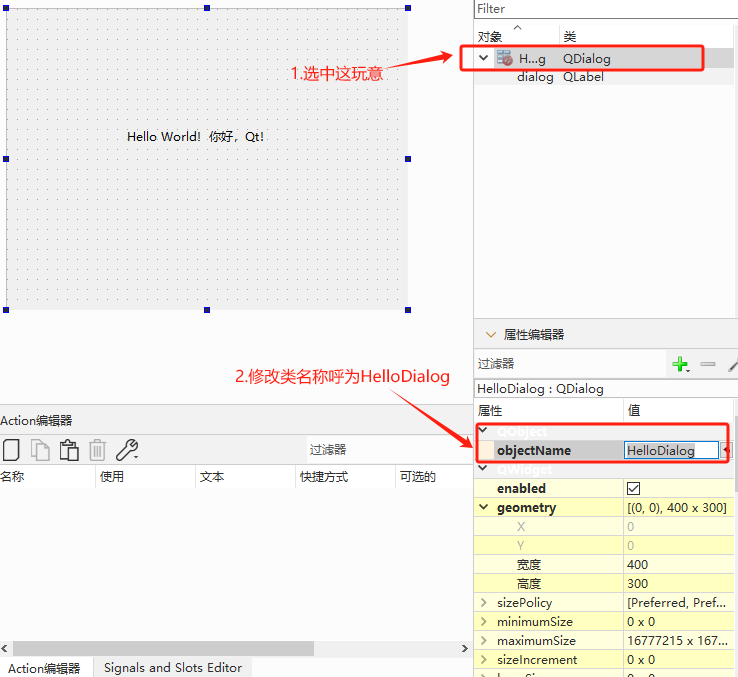 Filter
对象
类
H...g
QDialog
1.选中这玩意
dialog
QLabel
Hello World! 你好，Qt!
属性编辑器
过滤器
2.修改类名称呼为HelloDialog
HelloDialog : QDialog
Action编辑器
属性
值
QObject
过滤器
objectName
HelloDialog
名称
使用
文本
快捷方式
可选的
QWidget
enabled
geometry
[(0, 0), 400 x 300]
X
0
Y
0
宽度
400
高度
300
sizePolicy
[Preferred, Pref...
minimumSize
0 x 0
maximumSize
16777215 x 167...
sizeIncrement
0 x 0
Action编辑器
Signals and Slots Editor